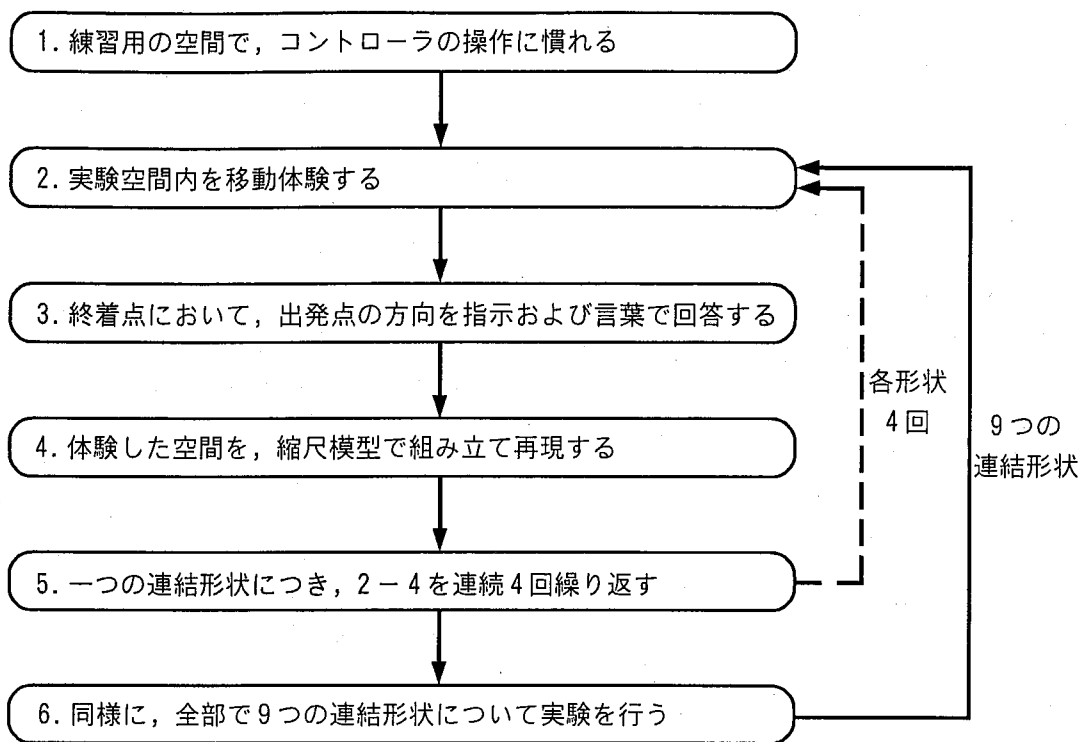 1. 練習用の空間で，コントローラの操作に慣れる
2. 実験空間内を移動体験する
3. 終着点において，出発点の方向を指示および言葉で回答する
各形状
4回
9つの
連結形状
4. 体験した空間を，縮尺模型で組み立て再現する
5. 一つの連結形状につき，2－4を連続4回繰り返す
6. 同様に，全部で9つの連結形状について実験を行う